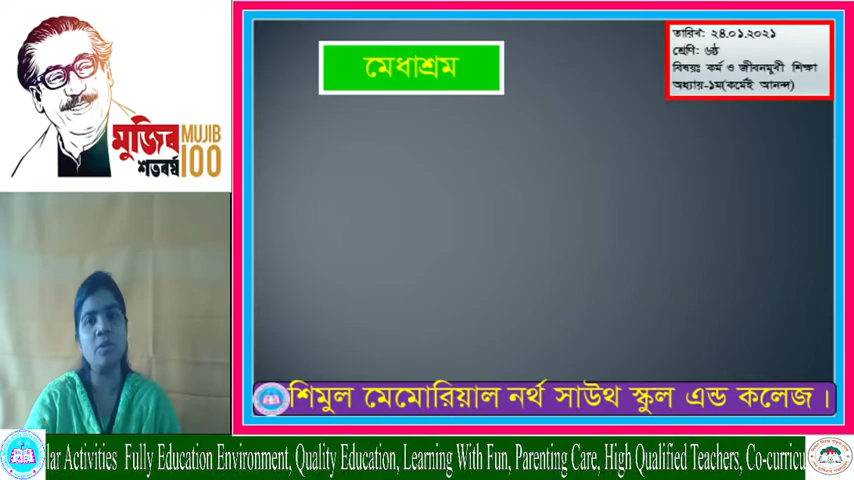 মুজিব
শতবর্ষ
MUJIB
100
মেধাশ্রম
তারিখ: ২৪.০১.২০২১
শ্রেণি: ৬ষ্ঠ
বিষয়ঃ কর্ম ও জীবনমুখী শিক্ষা
অধ্যায়-১ম(কর্মেই আনন্দ)
শিমুল মেমোরিয়াল নর্থ সাউথ স্কুল এন্ড কলেজ।
lar Activities Fully Education Environment, Quality Education, Learning With Fun, Parenting Care, High Qualified Teachers, Co-curricu